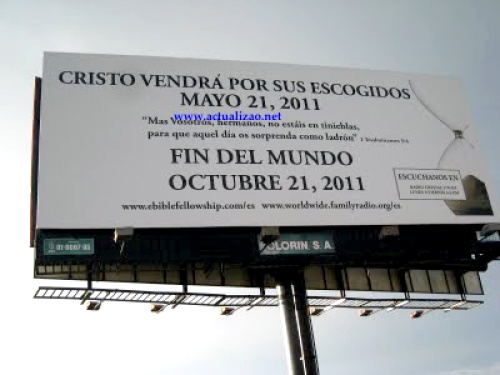 CRISTO VENDRÁ POR SUS ESCOGIDOS
MAYO 21, 2011
www.actualizao.net
"Mas vosotros, hermanos, no estáis en tinieblas,
para que aquel día os sorprenda como ladrón"
FIN DEL MUNDO
OCTUBRE 21, 2011
ESCUCHANOS EN
www.ebiblefellowship.com/es www.worldwide.familyradio.org/es
OLORIN, S.A.